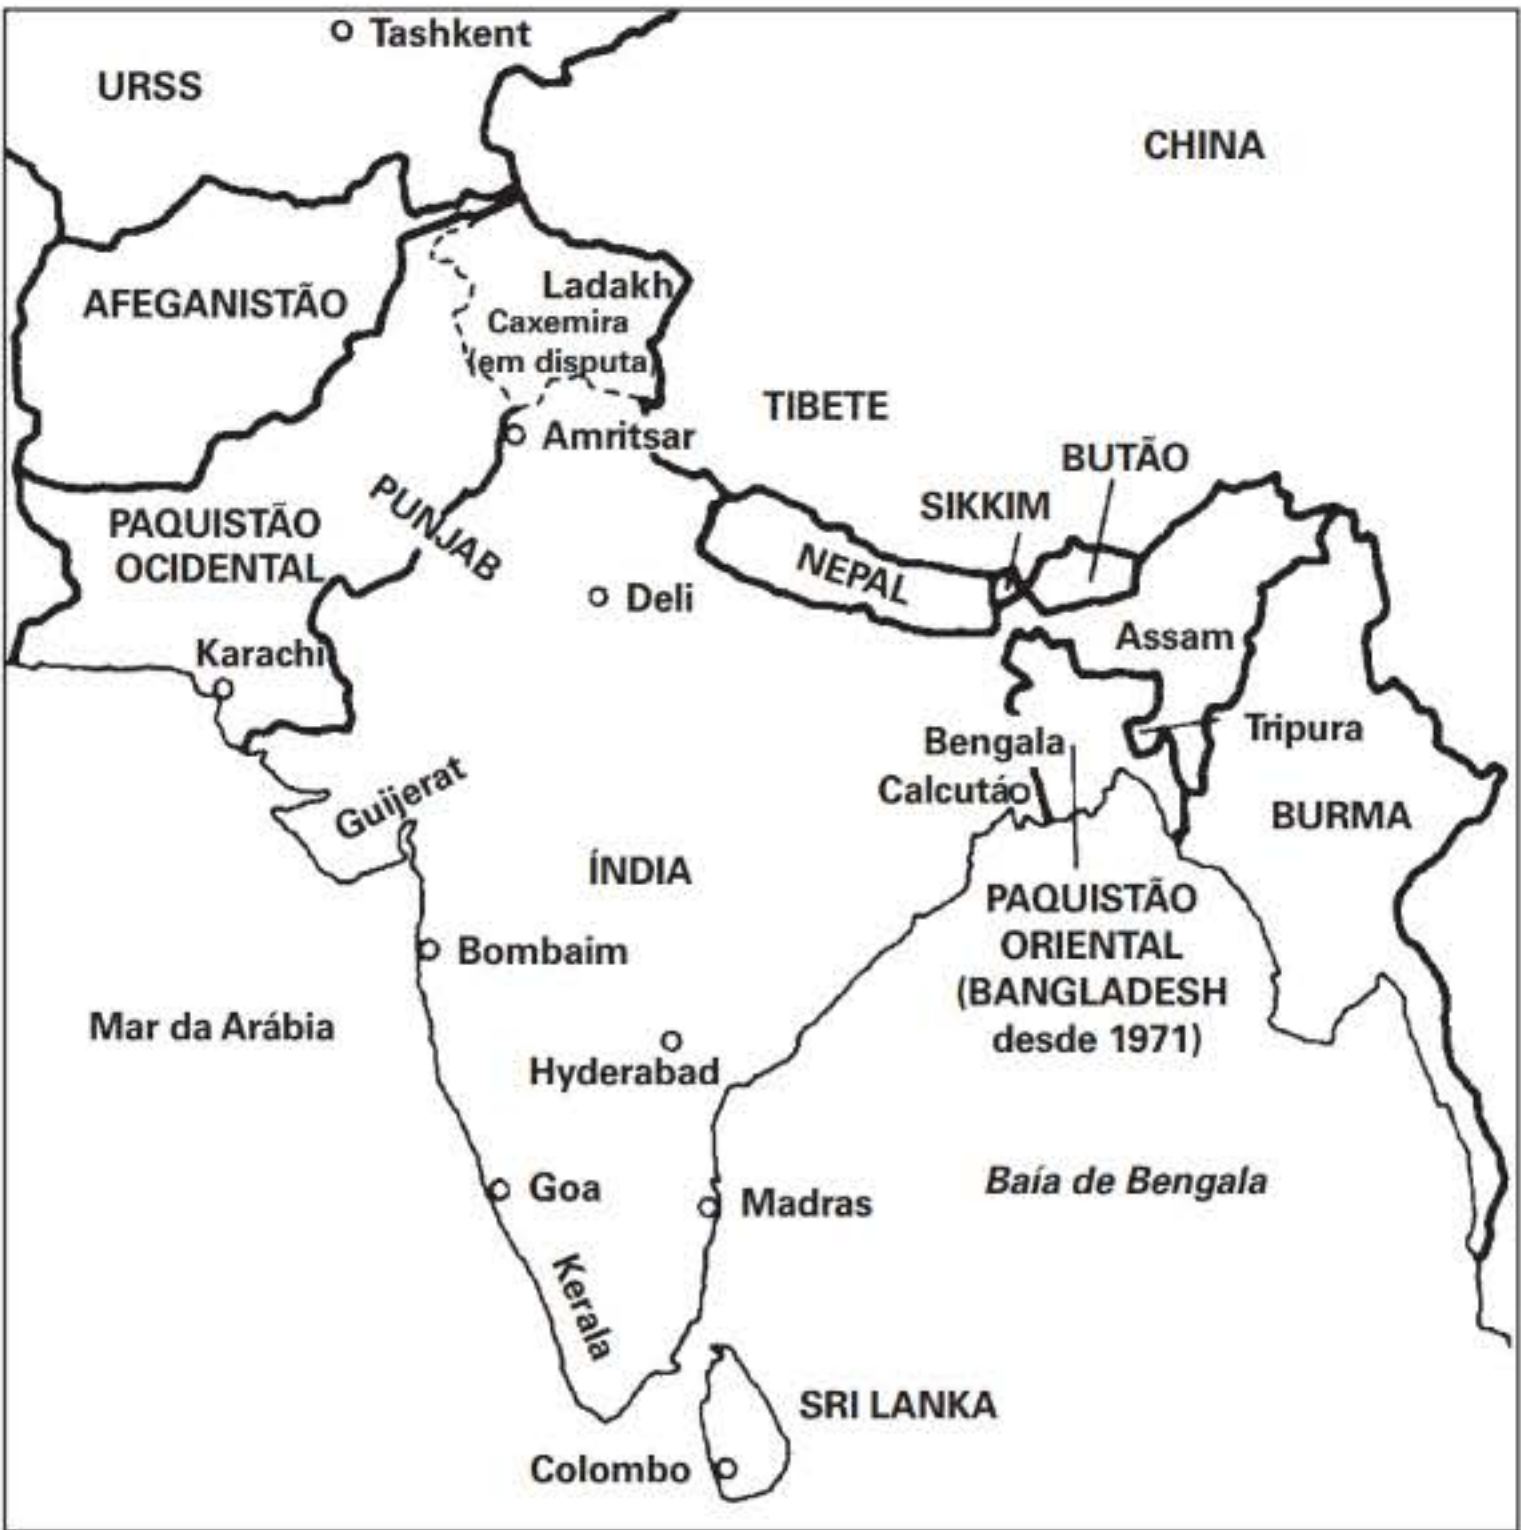 Tashkent
URSS
CHINA
AFEGANISTÃO
Ladakh
Caxemira
(em disputa)
TIBETE
Amritsar
BUTÃO
SIKKIM
PUNJAB
PAQUISTÃO
OCIDENTAL
NEPAL
Deli
Assam
Karachi
Tripura
Bengala
Calcutá
Guijerat
BURMA
ÍNDIA
PAQUISTÃO
ORIENTAL
(BANGLADESH
desde 1971)
Bombaim
Mar da Arábia
Hyderabad
Goa
Madras
Baía de Bengala
Kerala
SRI LANKA
Colombo